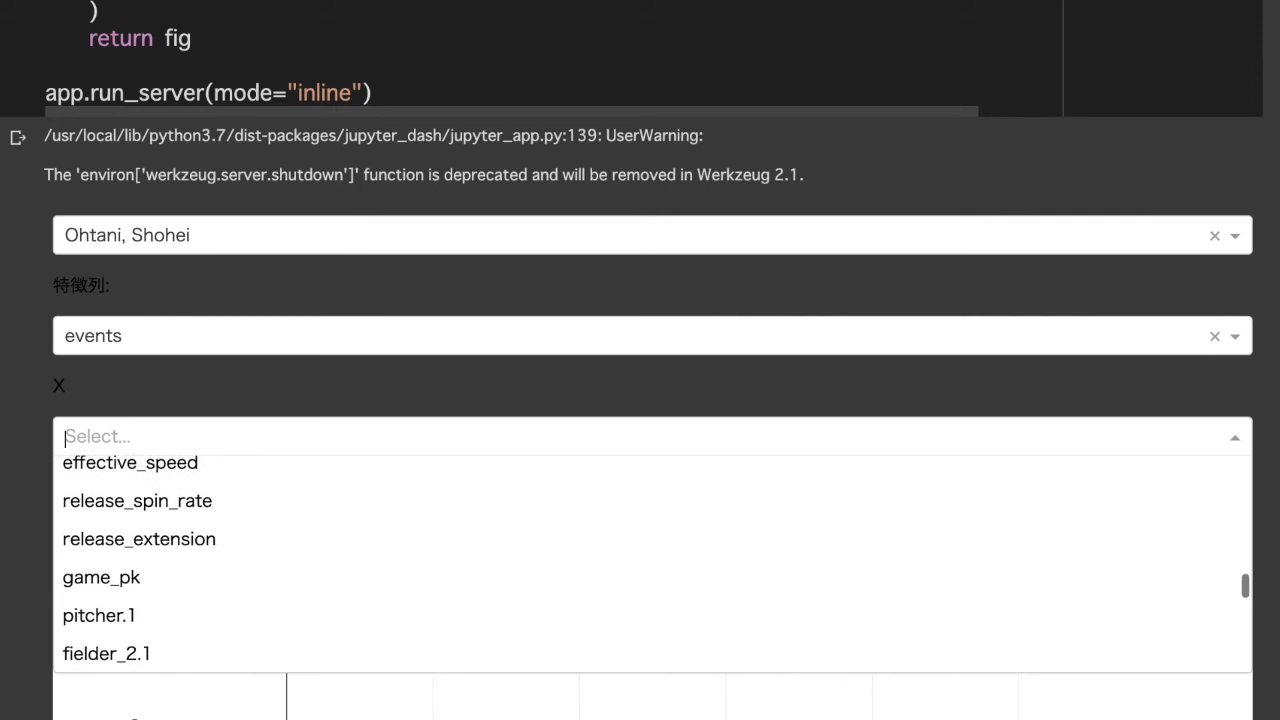 )
return fig
app.run_server(mode="inline")
/usr/local/lib/python3.7/dist-packages/jupyter_dash/jupyter_app.py:139: UserWarning:
The 'environ['werkzeug.server.shutdown']' function is deprecated and will be removed in Werkzeug 2.1.
Ohtani, Shohei
特徴列:
events
X
Select...
effective_speed
release_spin_rate
release_extension
game_pk
pitcher.1
fielder_2.1